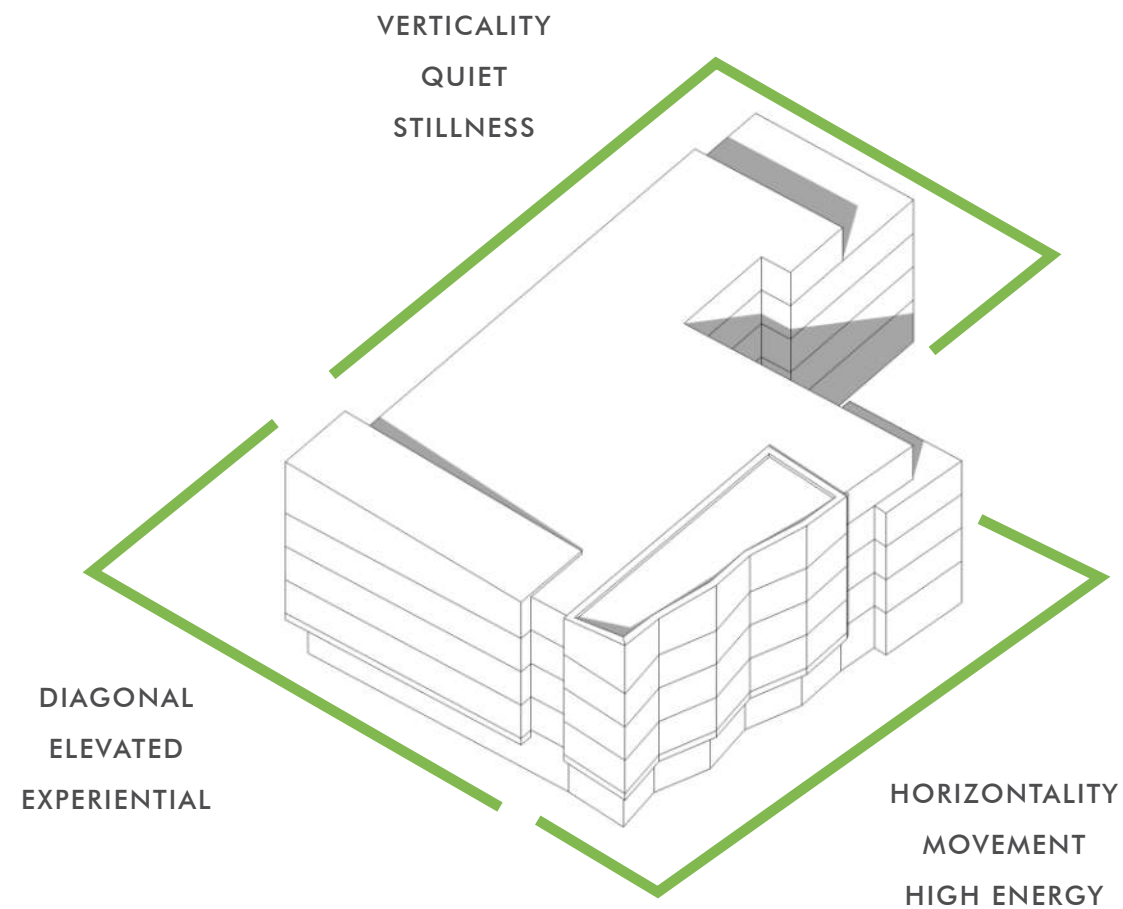 VERTICALITY
QUIET
STILLNESS
DIAGONAL
ELEVATED
EXPERIENTIAL
HORIZONTALITY
MOVEMENT
HIGH ENERGY